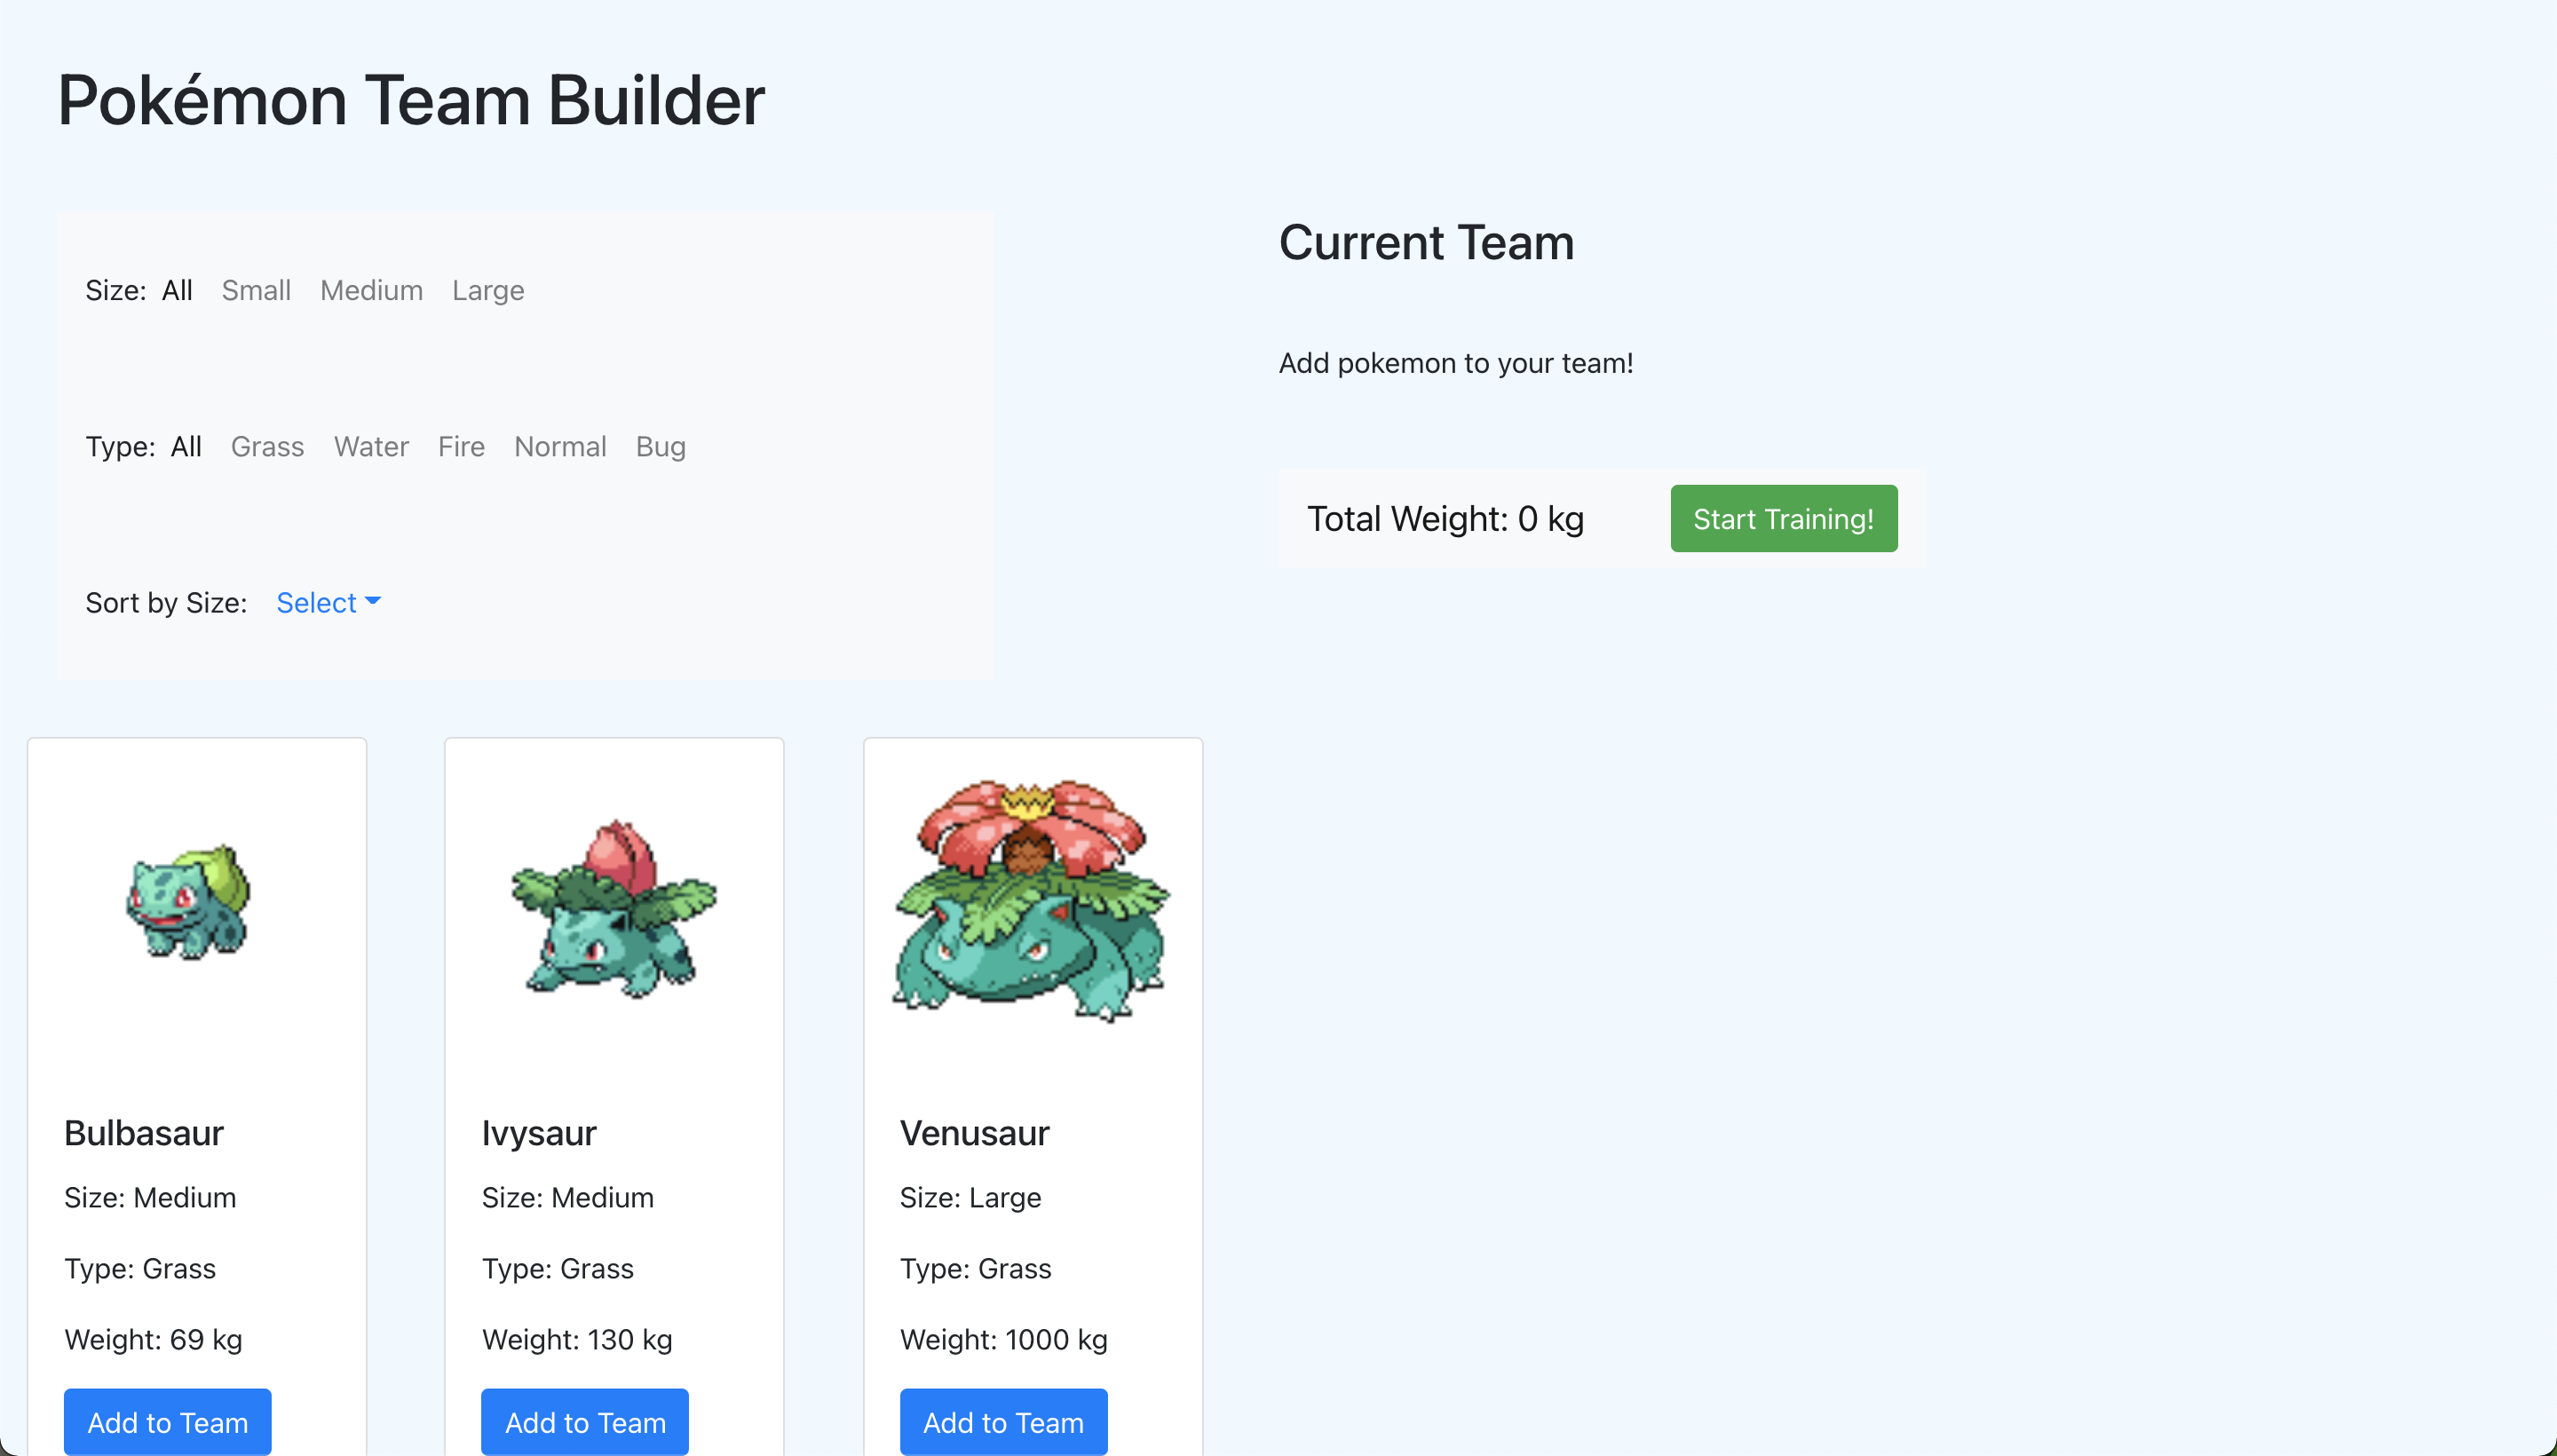 Pokémon Team Builder
Size: All Small Medium Large
Type: All Grass Water Fire Normal Bug
Sort by Size: Select
Current Team
Add pokemon to your team!
Total Weight: 0 kg
Start Training!
Bulbasaur
Size: Medium
Type: Grass
Weight: 69 kg
Add to Team
Ivysaur
Size: Medium
Type: Grass
Weight: 130 kg
Add to Team
Venusaur
Size: Large
Type: Grass
Weight: 1000 kg
Add to Team